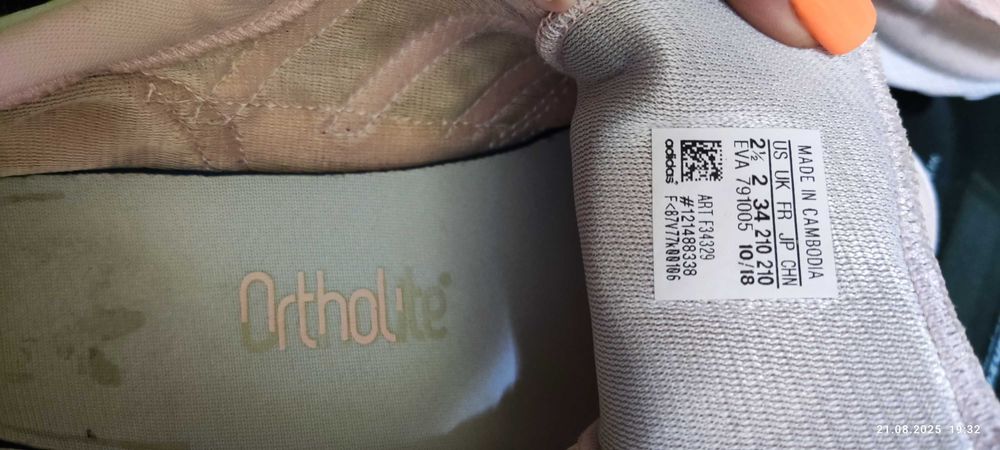 MADE IN CAMBODIA
US UK FR JP CHN
2½ 2 34 210 210
EVA 791005 10/18
ART F34329
#121488338
F<87V77k00106
adidas
Ortholite
21.08.2025 19:32